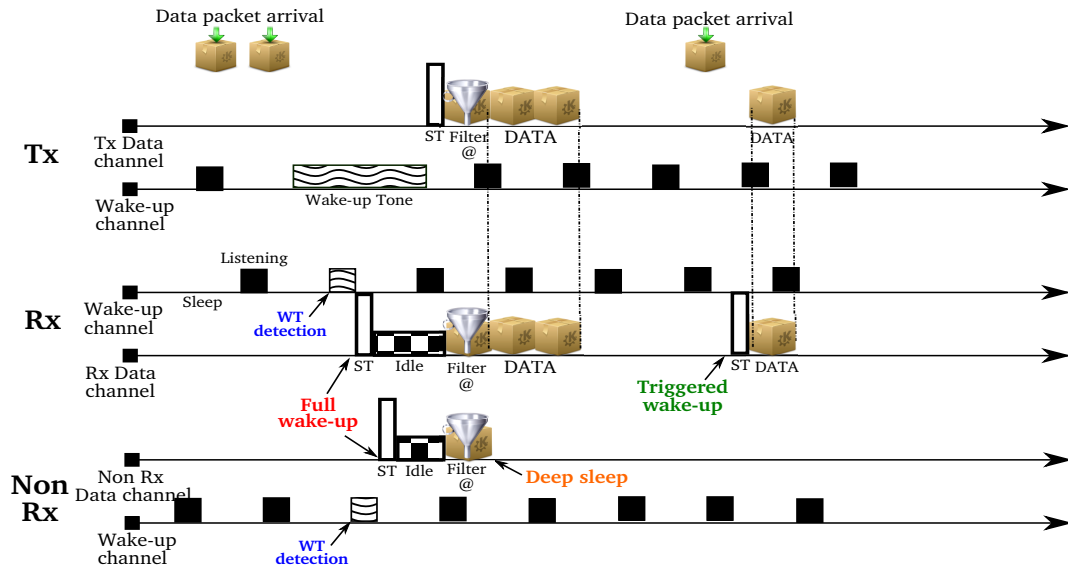 Data packet arrival
Data packet arrival
ST
Filter
@
DATA
DATA
Tx
Tx Data
channel
Wake-up Tone
Wake-up
channel
Listening
Sleep
Wake-up
channel
WT
detection
Rx
Rx Data
channel
ST
Idle
Filter
@
DATA
ST
DATA
Full
wake-up
Triggered
wake-up
ST
Idle
Filter
@
Deep sleep
Non
Rx
Non Rx
Data channel
Wake-up
channel
WT
detection